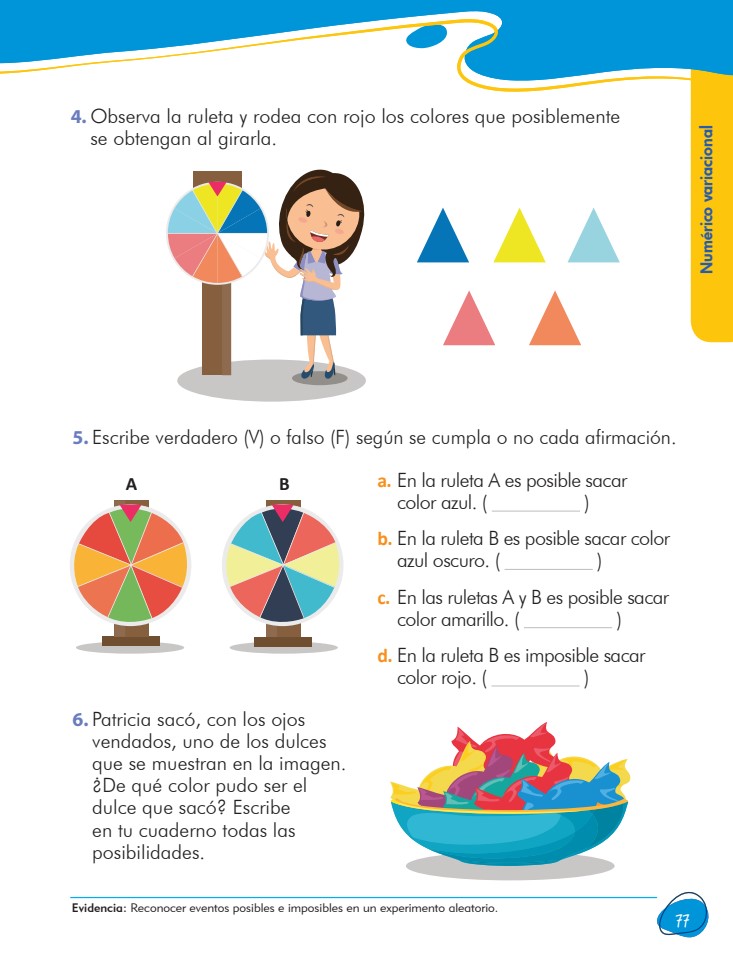 Numérico variacional
4. Observa la ruleta y rodea con rojo los colores que posiblemente
se obtengan al girarla.
5. Escribe verdadero (V) o falso (F) según se cumpla o no cada afirmación.
A
B
a. En la ruleta A es posible sacar
color azul. ( __________ )
b. En la ruleta B es posible sacar color
azul oscuro. ( __________ )
c. En las ruletas A y B es posible sacar
color amarillo. ( __________ )
d. En la ruleta B es imposible sacar
color rojo. ( __________ )
6. Patricia sacó, con los ojos
vendados, uno de los dulces
que se muestran en la imagen.
¿De qué color pudo ser el
dulce que sacó? Escribe
en tu cuaderno todas las
posibilidades.
Evidencia: Reconocer eventos posibles e imposibles en un experimento aleatorio.
77